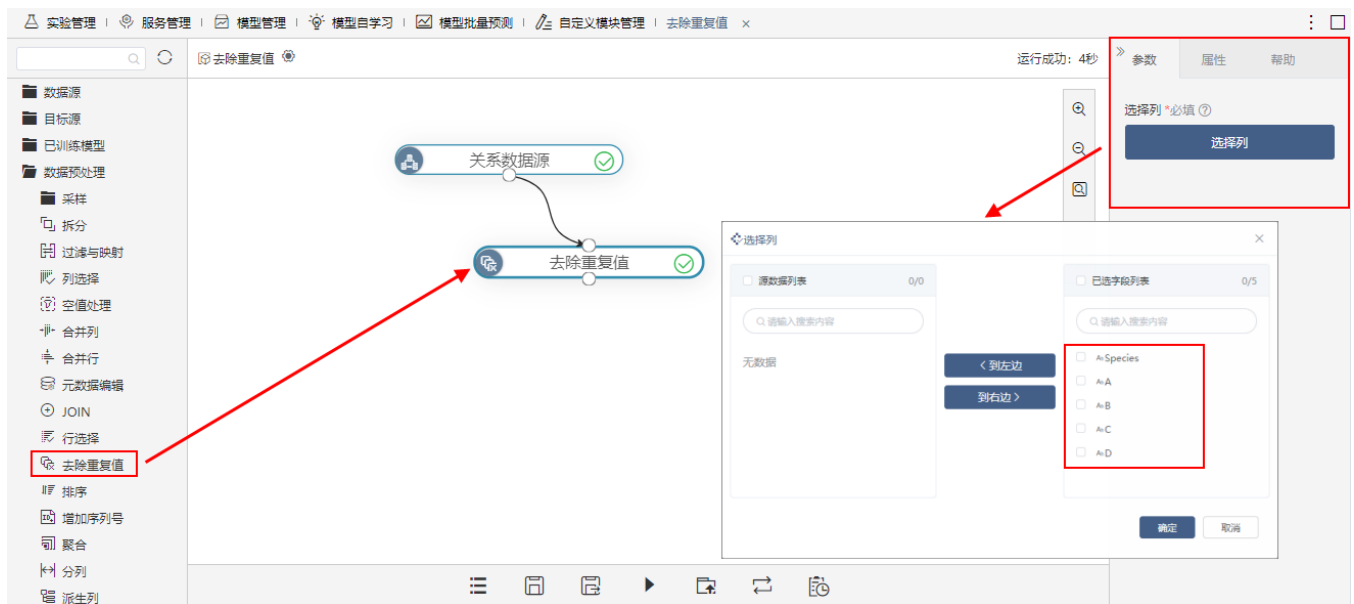 实验管理 服务管理 模型管理 模型自学习 模型批量预测 自定义模块管理 去除重复值 ×
去除重复值
运行成功：4秒
数据源
目标源
已训练模型
数据预处理
采样
拆分
过滤与映射
列选择
空值处理
合并列
合并行
元数据编辑
JOIN
行选择
去除重复值
排序
增加序列号
聚合
分列
派生列
关系数据源
去除重复值
参数 属性 帮助
选择列 *必填
选择列
选择列 ×
源数据列表 0/0
请输入搜索内容
无数据
< 到左边
到右边 >
已选字段列表 0/5
请输入搜索内容
Species
A
B
C
D
确定 取消